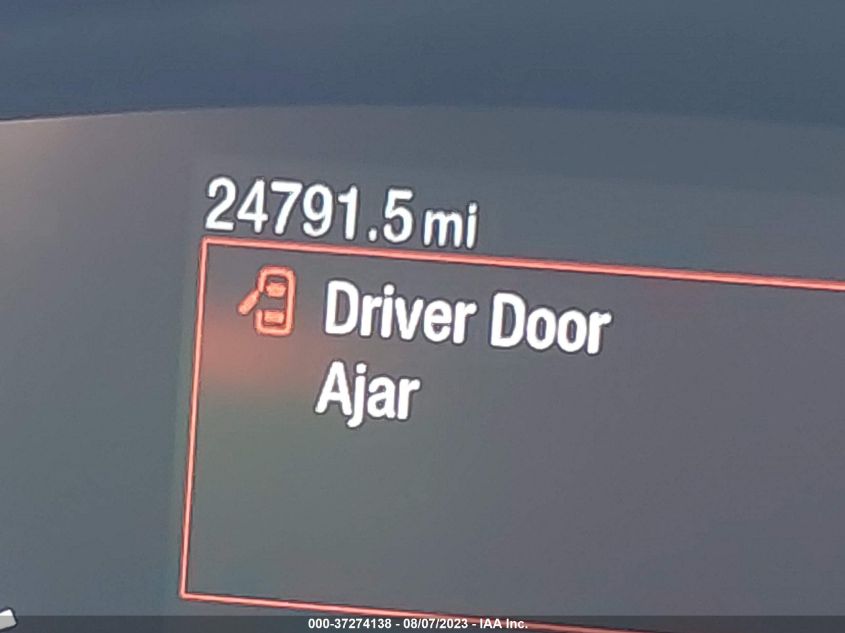 24791.5 mi
Driver Door
Ajar
000-37274138 - 08/07/2023 - IAA Inc.